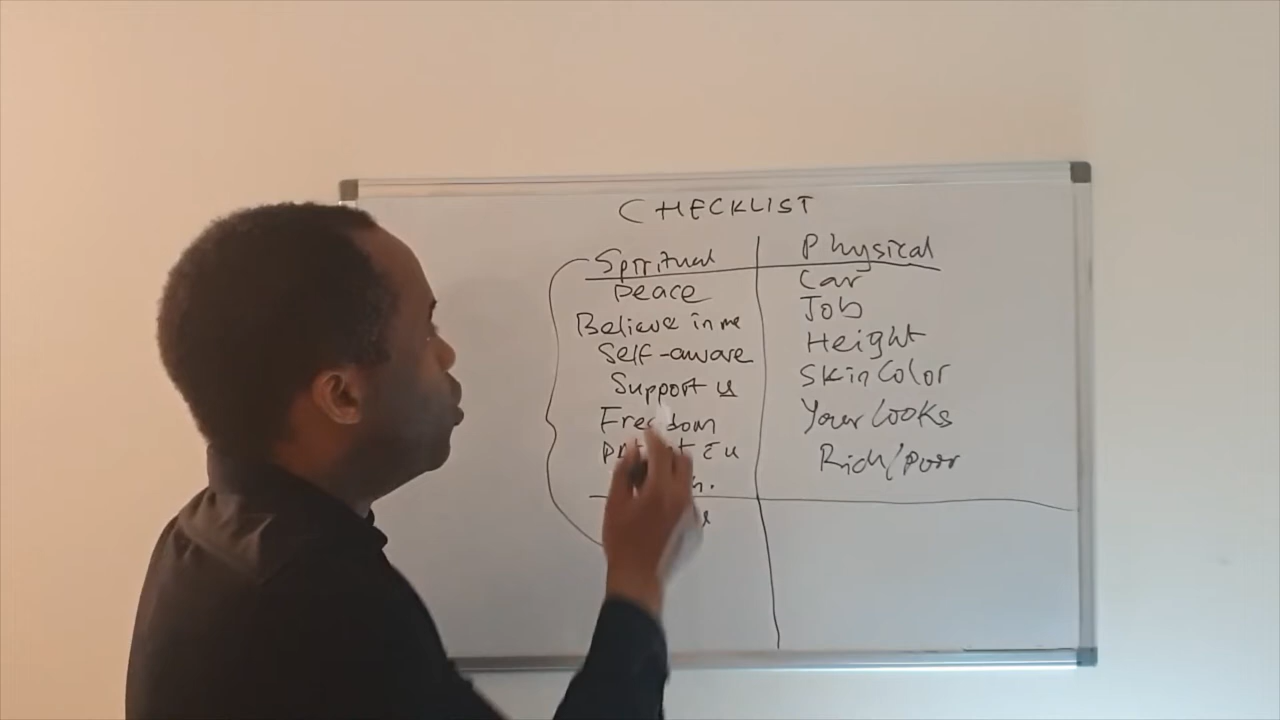 CHECKLIST
Spiritual
Peace
Believe in me
Self-aware
Support us
Freedom
Physical
Car
Job
Height
Skin Color
Your Looks
Rich/Poor